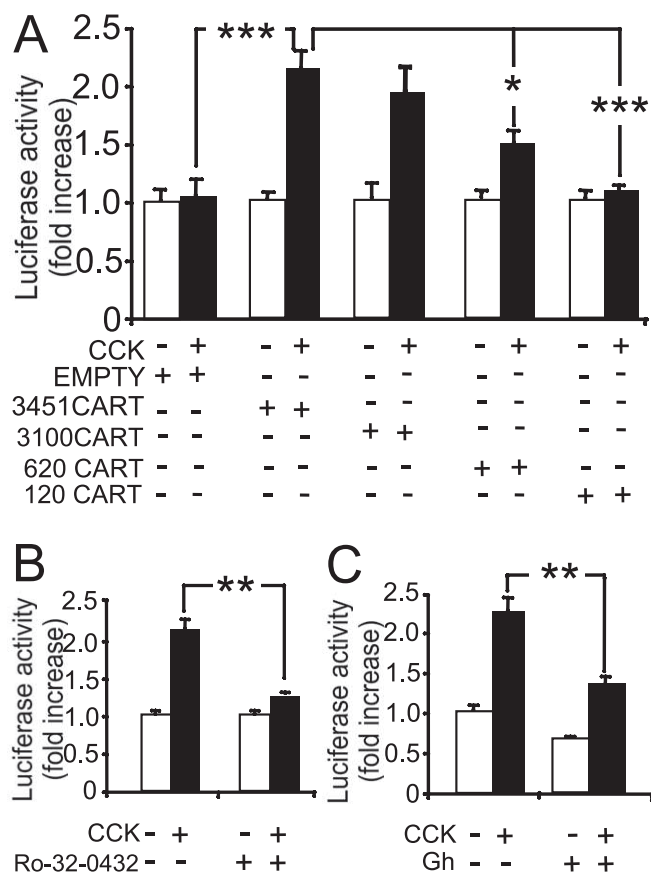 A
Luciferase activity
(fold increase)
2.5
2.0
1.5
1.0
0.5
0
***
*
***
CCK - + - + - + - + - +
EMPTY + + - - - - - - - -
3451CART - - + + - - - - - -
3100CART - - - - + + - - - -
620 CART - - - - - - + + - -
120 CART - - - - - - - - + +
B
Luciferase activity
(fold increase)
2.5
2.0
1.5
1.0
0.5
0
**
CCK - + - +
Ro-32-0432 - - + +
C
Luciferase activity
(fold increase)
2.5
2.0
1.5
1.0
0.5
0
**
CCK - + - +
Gh - - + +